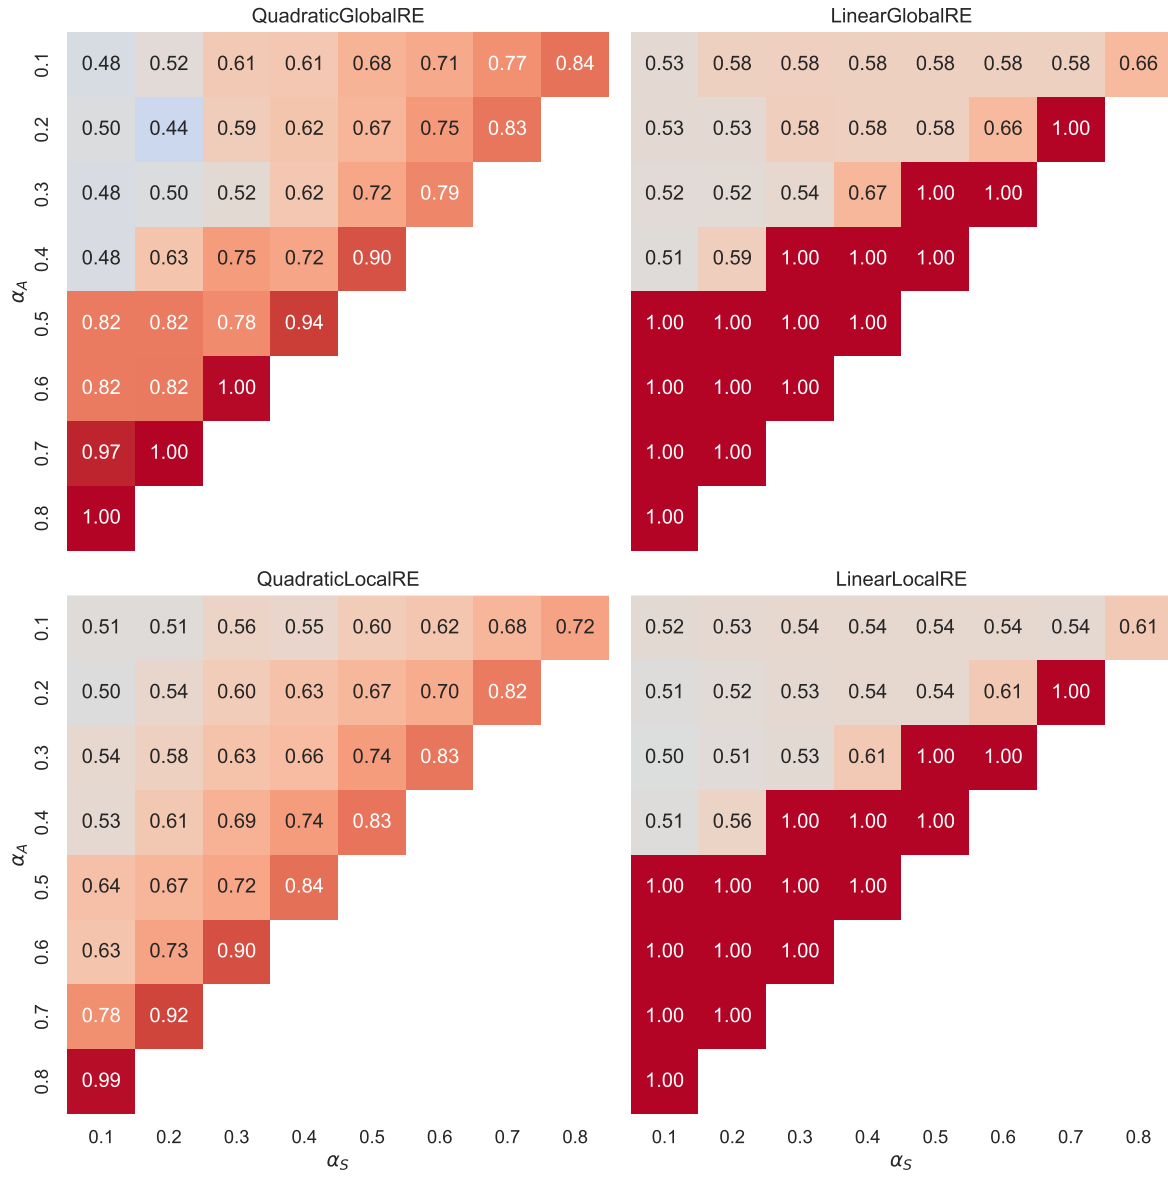 QuadraticGlobalRE
0.1 0.48 0.52 0.61 0.61 0.68 0.71 0.77 0.84
0.2 0.50 0.44 0.59 0.62 0.67 0.75 0.83
0.3 0.48 0.50 0.52 0.62 0.72 0.79
0.4 0.48 0.63 0.75 0.72 0.90
0.5 0.82 0.82 0.78 0.94
0.6 0.82 0.82 1.00
0.7 0.97 1.00
0.8 1.00
α_A
LinearGlobalRE
0.53 0.58 0.58 0.58 0.58 0.58 0.58 0.66
0.53 0.53 0.58 0.58 0.58 0.66 1.00
0.52 0.52 0.54 0.67 1.00 1.00
0.51 0.59 1.00 1.00 1.00
1.00 1.00 1.00 1.00
1.00 1.00 1.00
1.00 1.00
1.00
QuadraticLocalRE
0.1 0.51 0.51 0.56 0.55 0.60 0.62 0.68 0.72
0.2 0.50 0.54 0.60 0.63 0.67 0.70 0.82
0.3 0.54 0.58 0.63 0.66 0.74 0.83
0.4 0.53 0.61 0.69 0.74 0.83
0.5 0.64 0.67 0.72 0.84
0.6 0.63 0.73 0.90
0.7 0.78 0.92
0.8 0.99
α_A
0.1 0.2 0.3 0.4 0.5 0.6 0.7 0.8
α_S
LinearLocalRE
0.52 0.53 0.54 0.54 0.54 0.54 0.54 0.61
0.51 0.52 0.53 0.54 0.54 0.61 1.00
0.50 0.51 0.53 0.61 1.00 1.00
0.51 0.56 1.00 1.00 1.00
1.00 1.00 1.00 1.00
1.00 1.00 1.00
1.00 1.00
1.00
0.1 0.2 0.3 0.4 0.5 0.6 0.7 0.8
α_S